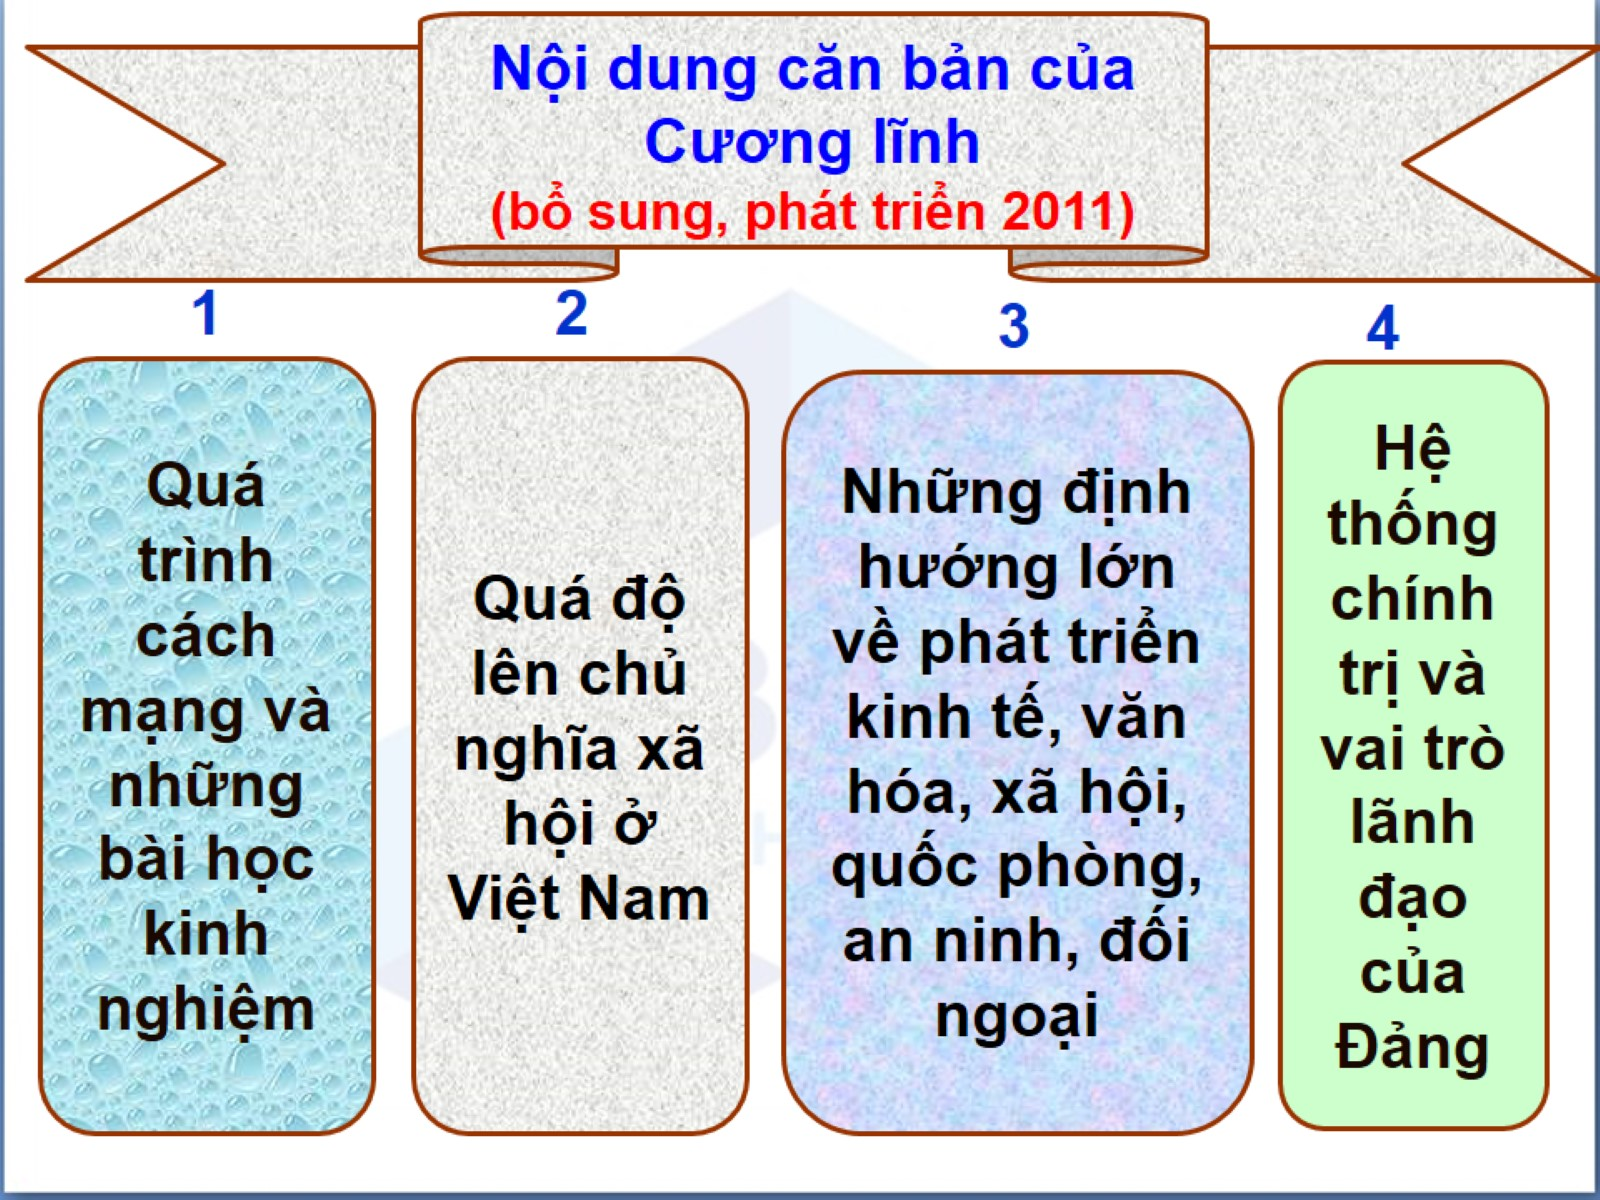 Nội dung căn bản của
Cương lĩnh
(bổ sung, phát triển 2011)
1
Quá
trình
cách
mạng và
những
bài học
kinh
nghiệm
2
Quá độ
lên chủ
nghĩa xã
hội ở
Việt Nam
3
Những định
hướng lớn
về phát triển
kinh tế, văn
hóa, xã hội,
quốc phòng,
an ninh, đối
ngoại
4
Hệ
thống
chính
trị và
vai trò
lãnh
đạo
của
Đảng